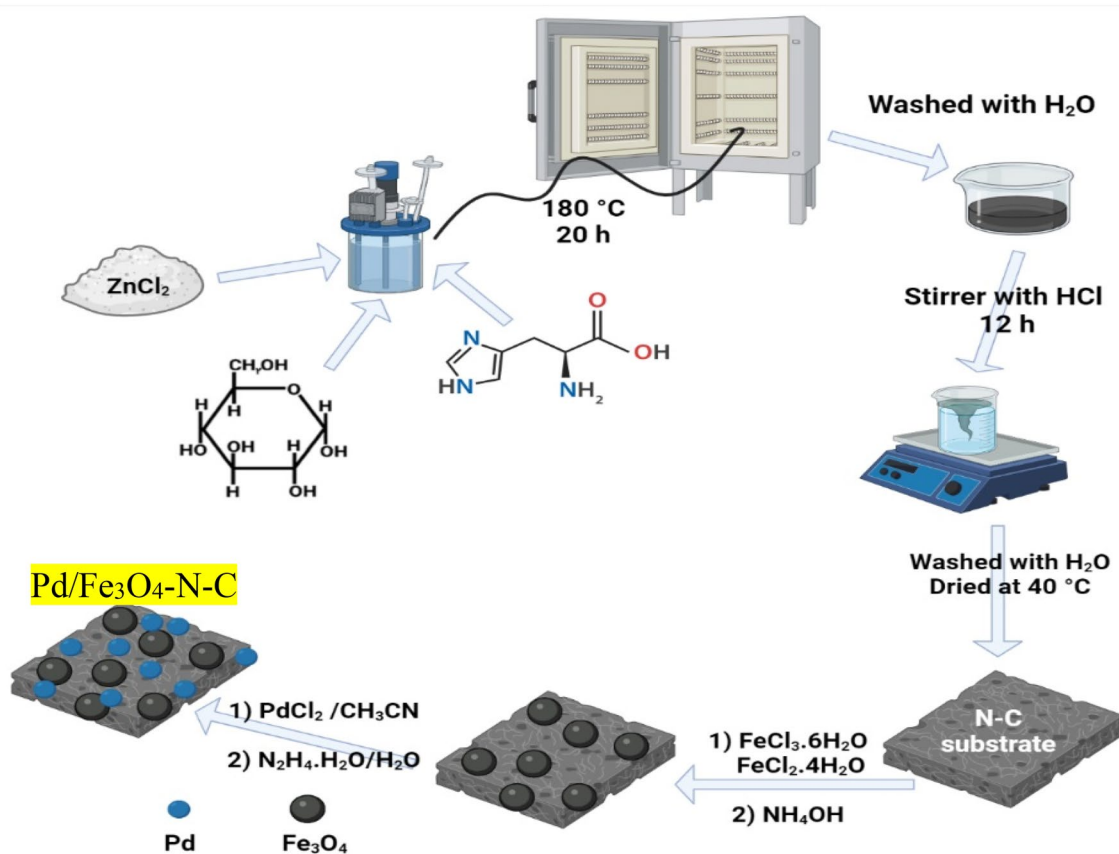 Washed with H₂O
180 °C
20 h
ZnCl₂
Stirrer with HCl
12 h
O
OH
N
HN
NH₂
CH₂OH
O
H
H
H
H
HO
OH
H
OH
H
OH
Washed with H₂O
Dried at 40 °C
Pd/Fe₃O₄-N-C
N-C
substrate
1) PdCl₂ /CH₃CN
2) N₂H₄.H₂O/H₂O
1) FeCl₃.6H₂O
FeCl₂.4H₂O
2) NH₄OH
Pd
Fe₃O₄